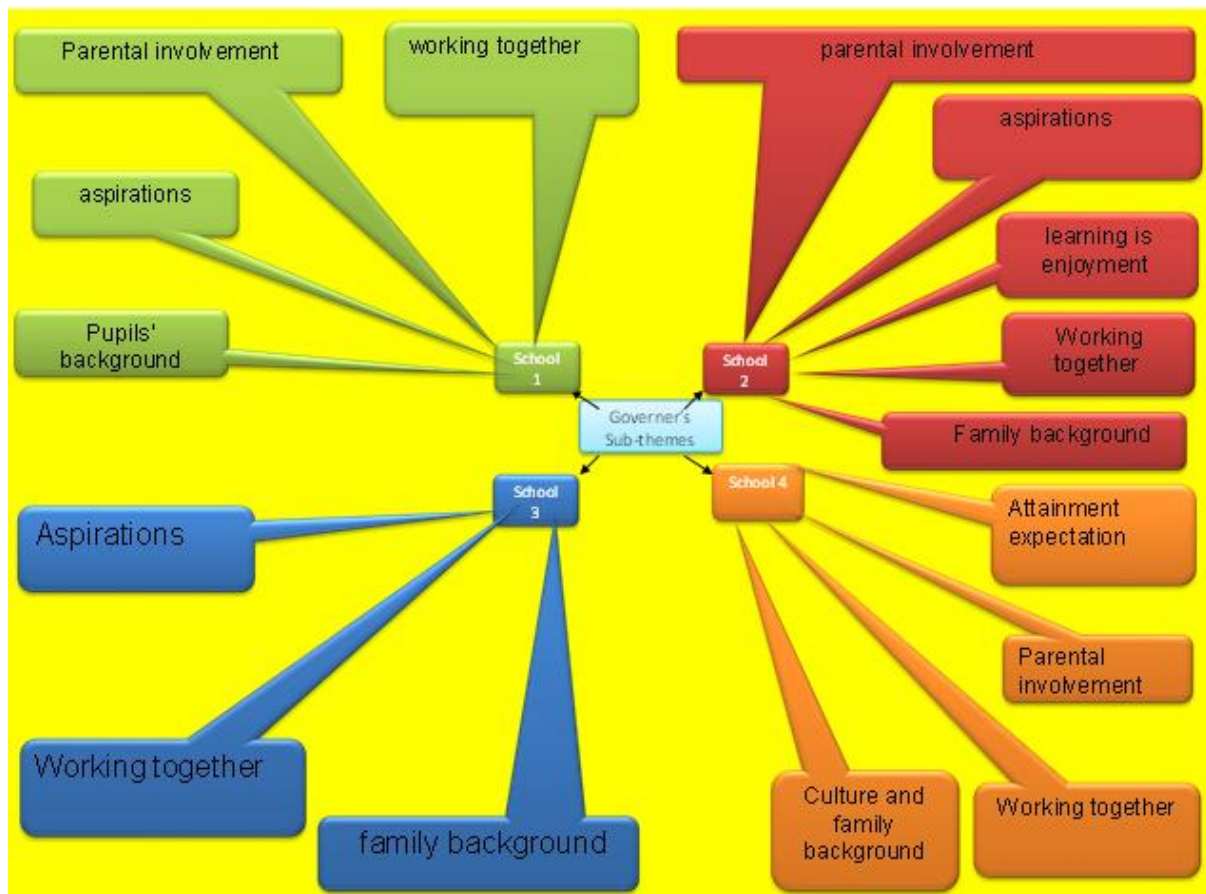 Parental involvement
working together
parental involvement
aspirations
aspirations
learning is
enjoyment
Pupils'
background
School
1
School
2
Working
together
Governer's
Sub-themes
Family background
School
3
School 4
Aspirations
Attainment
expectation
Parental
involvement
Working together
family background
Culture and
family
background
Working together